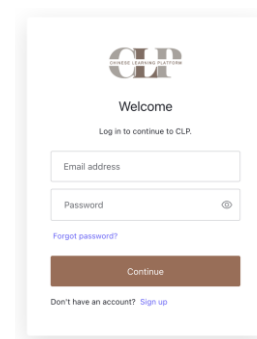 CLP
CHINESE LEARNING PLATFORM
Welcome
Log in to continue to CLP.
Email address
Password
Forgot password?
Continue
Don't have an account? Sign up